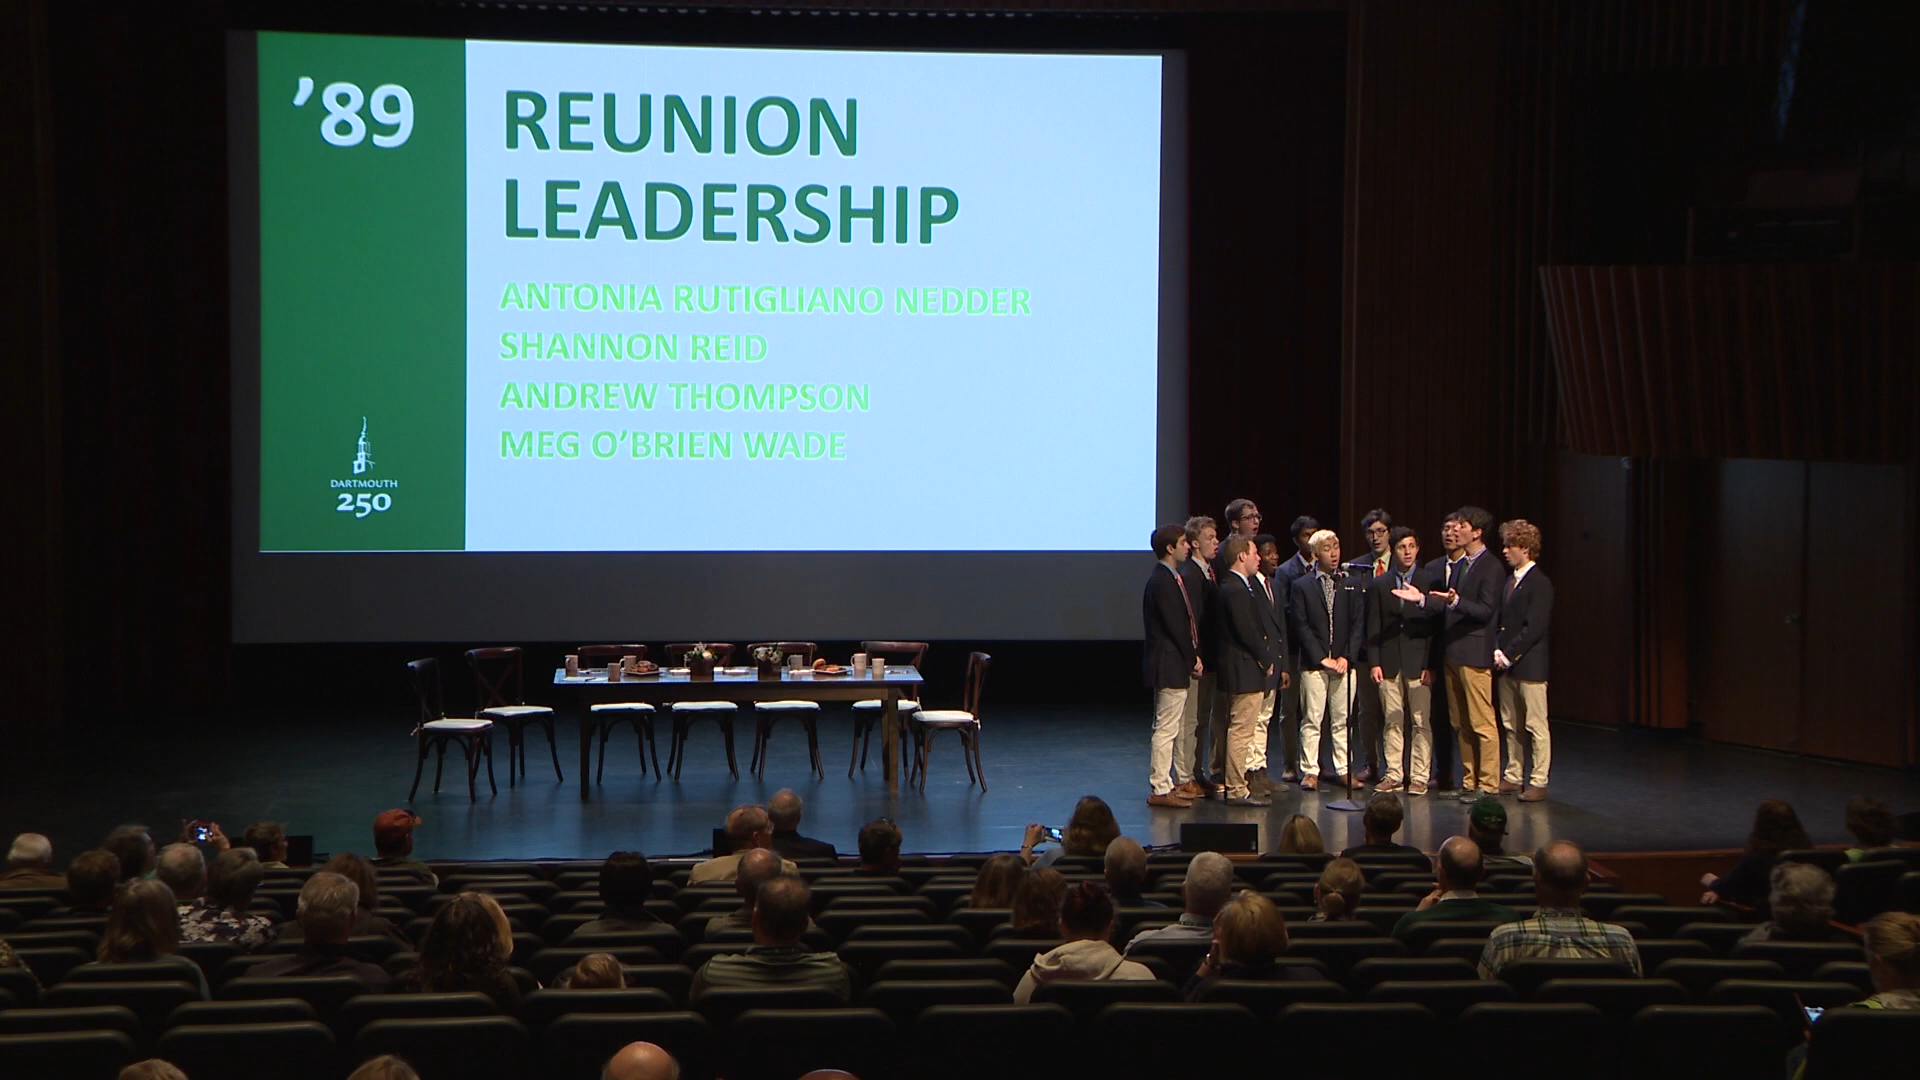 ’89
REUNION
LEADERSHIP
ANTONIA RUTIGLIANO NEDDER
SHANNON REID
ANDREW THOMPSON
MEG O’BRIEN WADE
DARTMOUTH
250